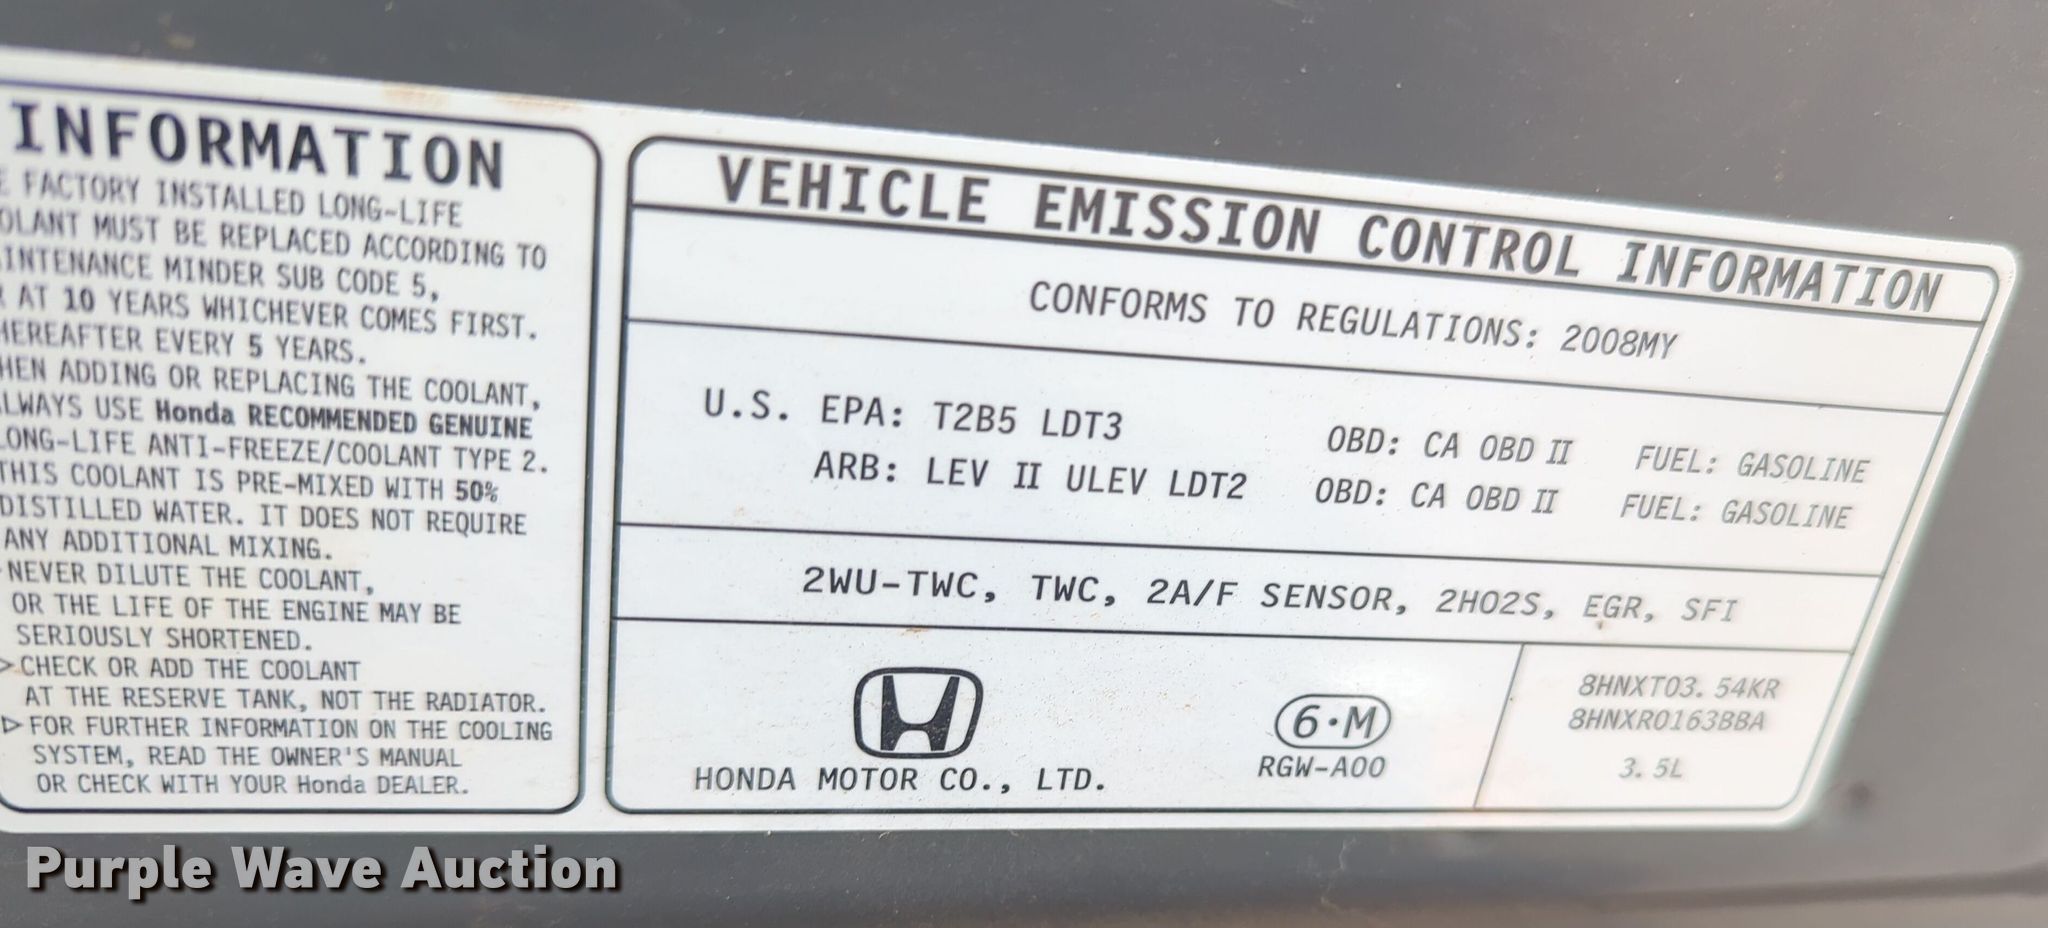 INFORMATION
FACTORY INSTALLED LONG-LIFE
MUST BE REPLACED ACCORDING TO
MINDER SUB CODE 5,
AT 10 YEARS WHICHEVER COMES FIRST.
EVERY 5 YEARS.
ADDING OR REPLACING THE COOLANT,
USE Honda RECOMMENDED GENUINE
LONG-LIFE ANTI-FREEZE/COOLANT TYPE 2.
THIS COOLANT IS PRE-MIXED WITH 50%
DISTILLED WATER. IT DOES NOT REQUIRE
ANY ADDITIONAL MIXING.
NEVER DILUTE THE COOLANT,
OR THE LIFE OF THE ENGINE MAY BE
SERIOUSLY SHORTENED.
CHECK OR ADD THE COOLANT
AT THE RESERVE TANK, NOT THE RADIATOR.
▷FOR FURTHER INFORMATION ON THE COOLING
SYSTEM, READ THE OWNER'S MANUAL
OR CHECK WITH YOUR Honda DEALER.
VEHICLE EMISSION CONTROL INFORMATION
CONFORMS TO REGULATIONS: 2008MY
U.S. EPA: T2B5 LDT3 OBD: CA OBD II FUEL: GASOLINE
ARB: LEV II ULEV LDT2 OBD: CA OBD II FUEL: GASOLINE
2WU-TWC, TWC, 2A/F SENSOR, 2HO2S, EGR, SFI
HONDA MOTOR CO., LTD.
6·M
RGW-A00
8HNXT03.54KR
8HNXR0163BBA
3.5L
Purple Wave Auction